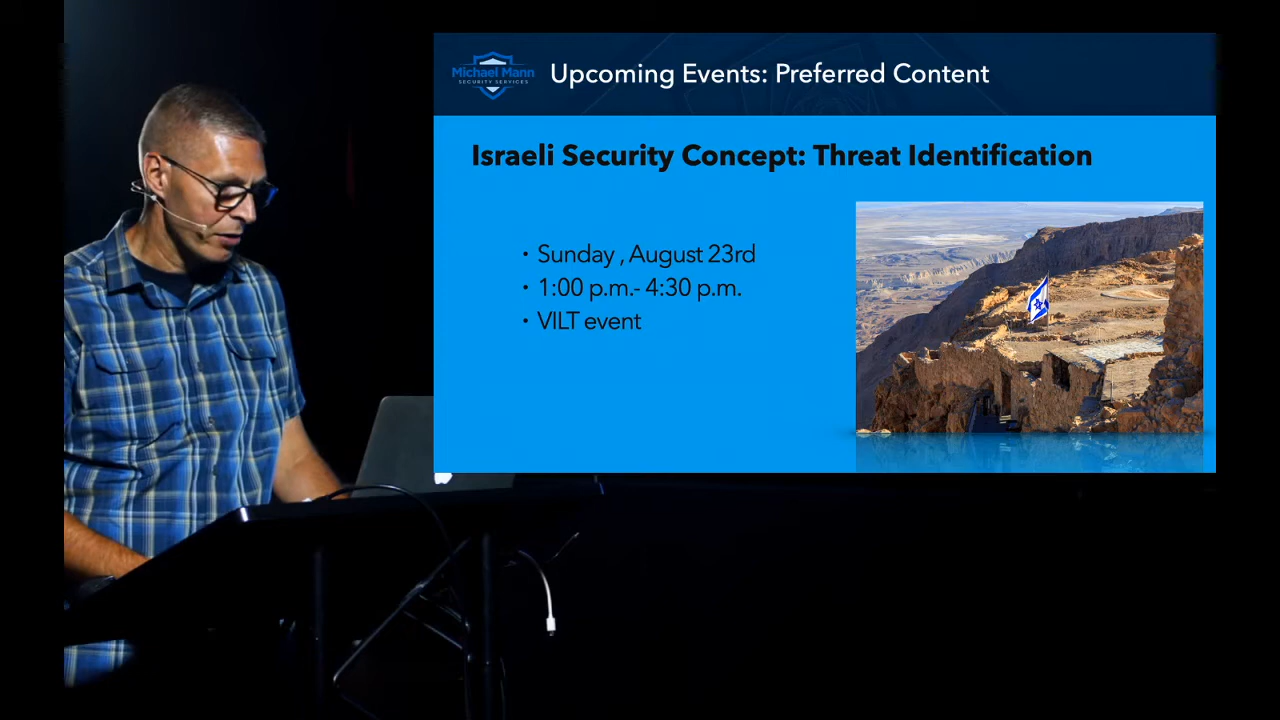 Michael Mann
SECURITY SERVICES
Upcoming Events: Preferred Content
Israeli Security Concept: Threat Identification
• Sunday , August 23rd
• 1:00 p.m.- 4:30 p.m.
• VILT event